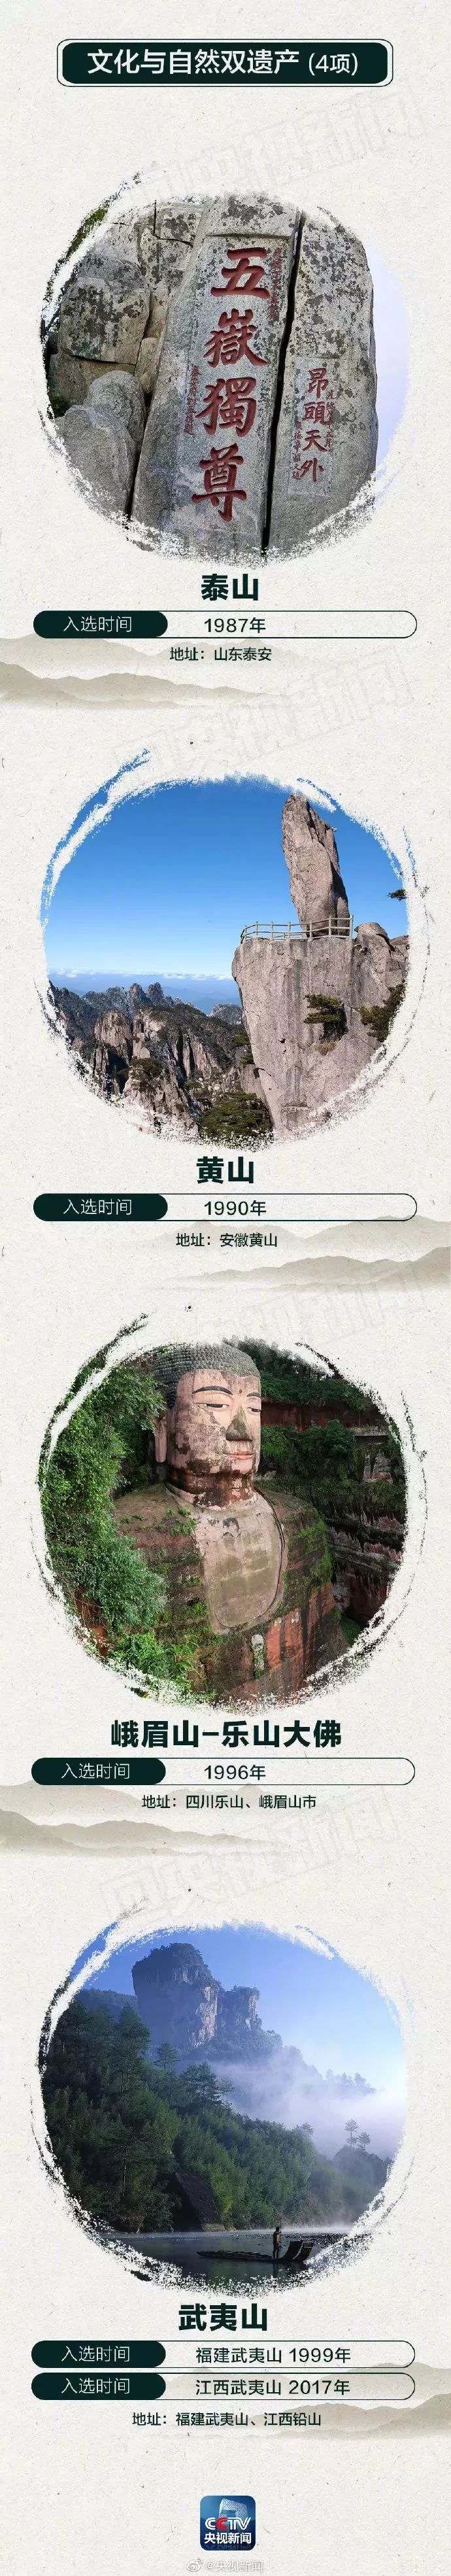 文化与自然双遗产 (4项)
五嶽獨尊
昂頭天外
泰山
入选时间 1987年
地址：山东泰安
黄山
入选时间 1990年
地址：安徽黄山
峨眉山-乐山大佛
入选时间 1996年
地址：四川乐山、峨眉山市
武夷山
入选时间 福建武夷山 1999年
入选时间 江西武夷山 2017年
地址：福建武夷山、江西铅山
CCTV
央视新闻
@央视新闻